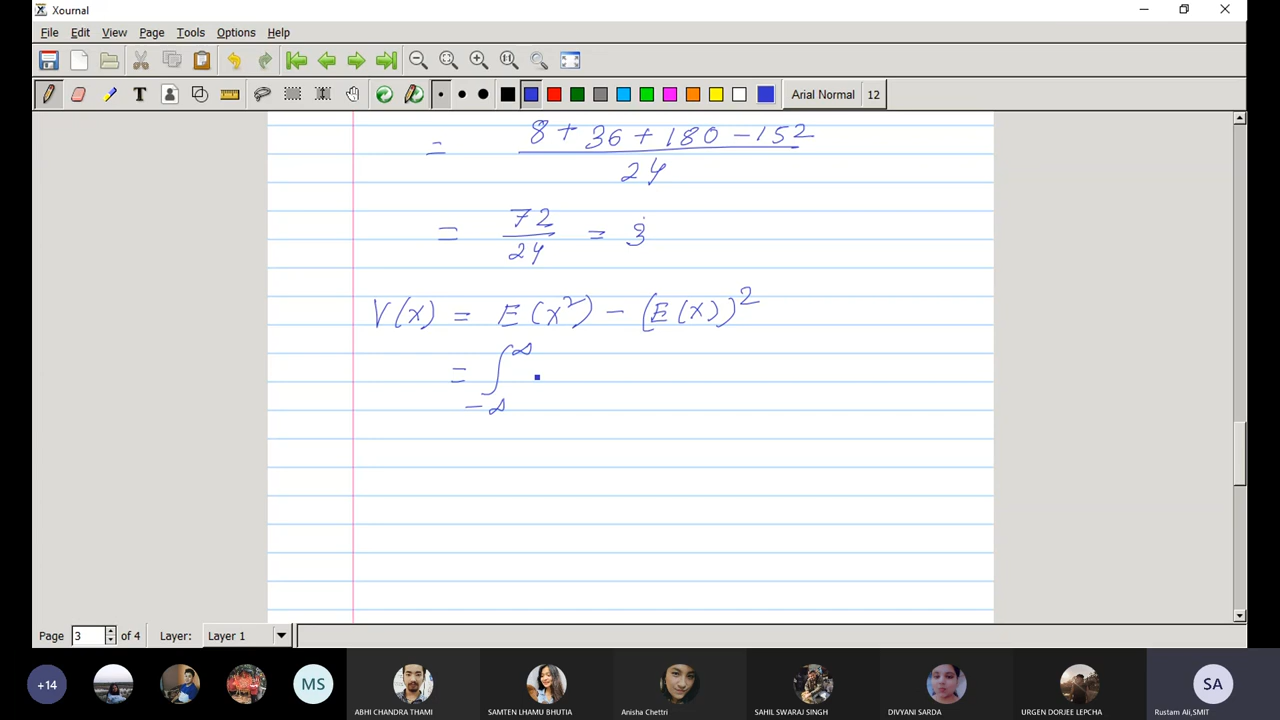 Xournal
File Edit View Page Tools Options Help
Arial Normal 12
= 8 + 36 + 180 - 152
24
= 72 = 3
24
V(X) = E(X²) - (E(X))²
= ∫ ∞
-∞
Page 3 of 4 Layer: Layer 1
+14 MS SA
ABHI CHANDRA THAMI SAMTEN LHAMU BHUTIA Anisha Chettri SAHIL SWARAJ SINGH DIVYANI SARDA URGEN DORJEE LEPCHA Rustam Ali,SMIT